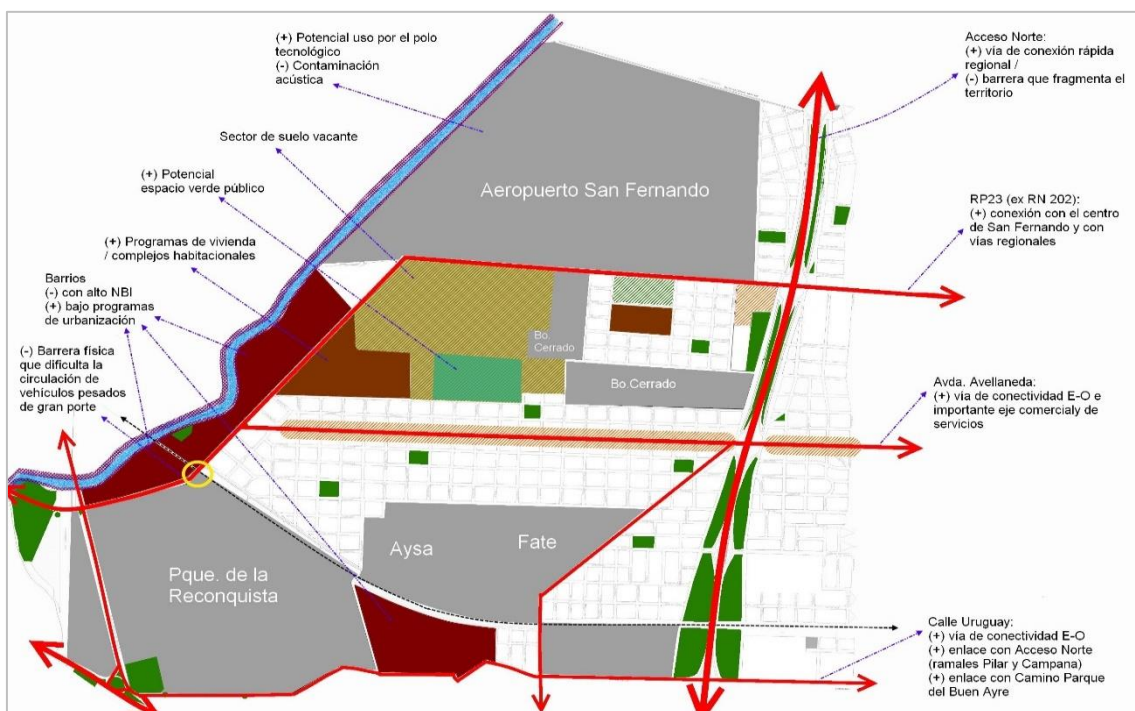 (+) Potencial uso por el polo
tecnológico
(-) Contaminación
acústica
Sector de suelo vacante
(+) Potencial
espacio verde público
(+) Programas de vivienda
/ complejos habitacionales
Barrios
(-) con alto NBI
(+) bajo programas
de urbanización
(-) Barrera física
que dificulta la
circulación de
vehículos pesados de
gran porte
Aeropuerto San Fernando
Bo.
Cerrado
Bo Cerrado
Aysa
Fate
Pque. de la
Reconquista
Acceso Norte:
(+) vía de conexión rápida
regional /
(-) barrera que fragmenta el
territorio
RP23 (ex RN 202):
(+) conexión con el centro
de San Fernando y con
vías regionales
Avda. Avellaneda:
(+) vía de conectividad E-O e
importante eje comercialy de
servicios
Calle Uruguay:
(+) vía de conectividad E-O
(+) enlace con Acceso Norte
(ramales Pilar y Campana)
(+) enlace con Camino Parque
del Buen Ayre